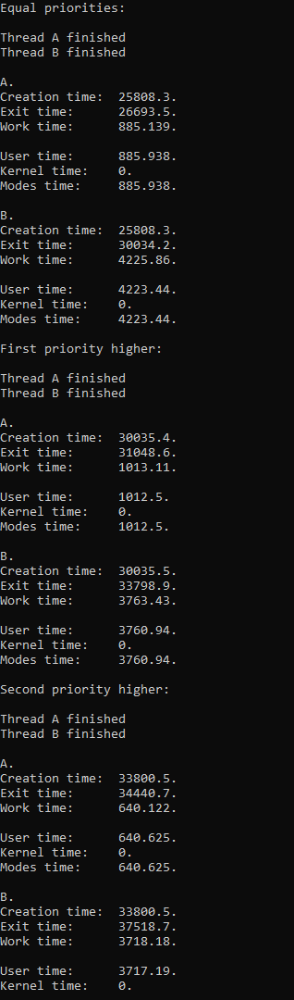 Equal priorities:
Thread A finished
Thread B finished
A.
Creation time:  25808.3.
Exit time:      26693.5.
Work time:      885.139.
User time:      885.938.
Kernel time:    0.
Modes time:     885.938.
B.
Creation time:  25808.3.
Exit time:      30034.2.
Work time:      4225.86.
User time:      4223.44.
Kernel time:    0.
Modes time:     4223.44.
First priority higher:
Thread A finished
Thread B finished
A.
Creation time:  30035.4.
Exit time:      31048.6.
Work time:      1013.11.
User time:      1012.5.
Kernel time:    0.
Modes time:     1012.5.
B.
Creation time:  30035.5.
Exit time:      33798.9.
Work time:      3763.43.
User time:      3760.94.
Kernel time:    0.
Modes time:     3760.94.
Second priority higher:
Thread A finished
Thread B finished
A.
Creation time:  33800.5.
Exit time:      34440.7.
Work time:      640.122.
User time:      640.625.
Kernel time:    0.
Modes time:     640.625.
B.
Creation time:  33800.5.
Exit time:      37518.7.
Work time:      3718.18.
User time:      3717.19.
Kernel time:    0.